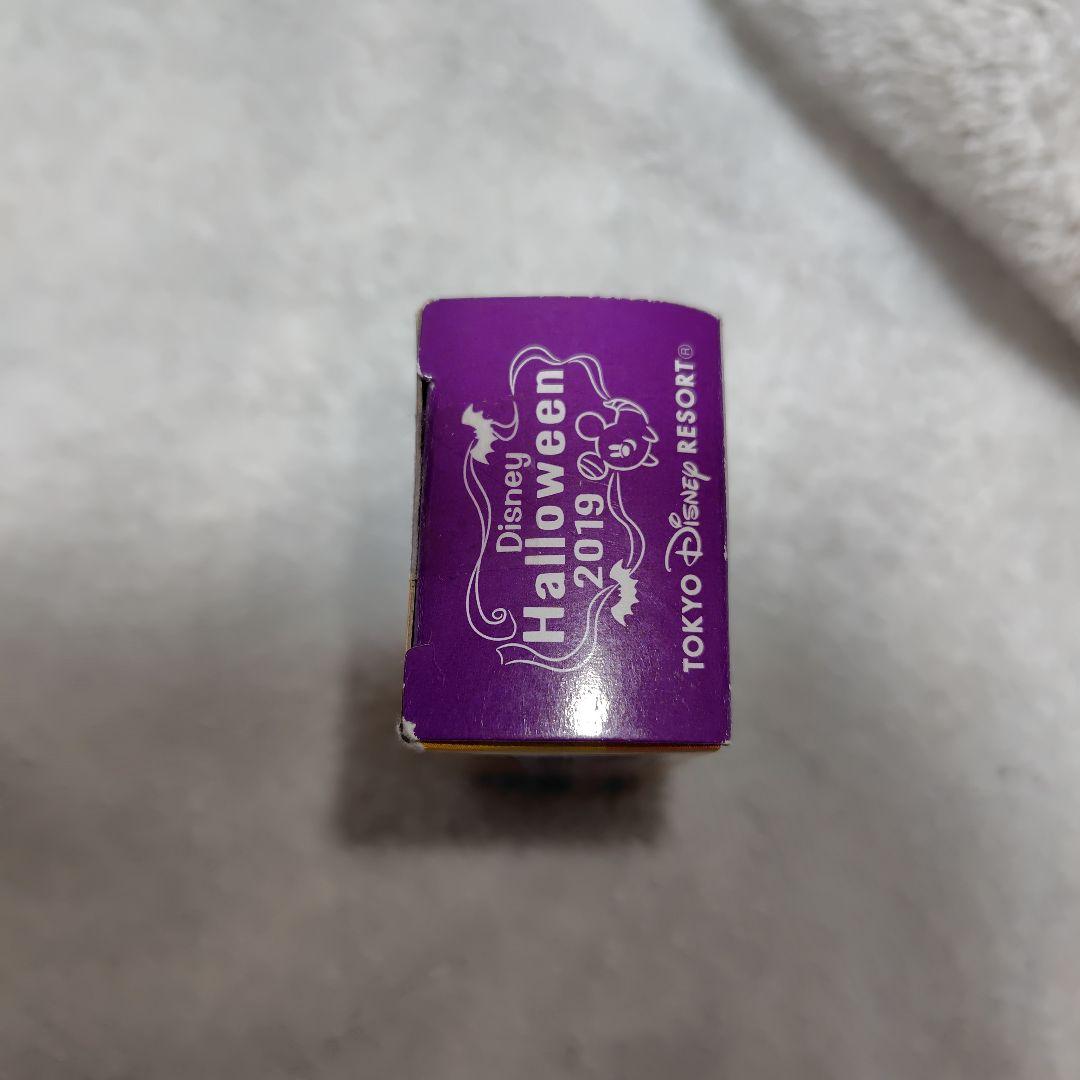 Disney
Halloween
2019
TOKYO Disney RESORT®